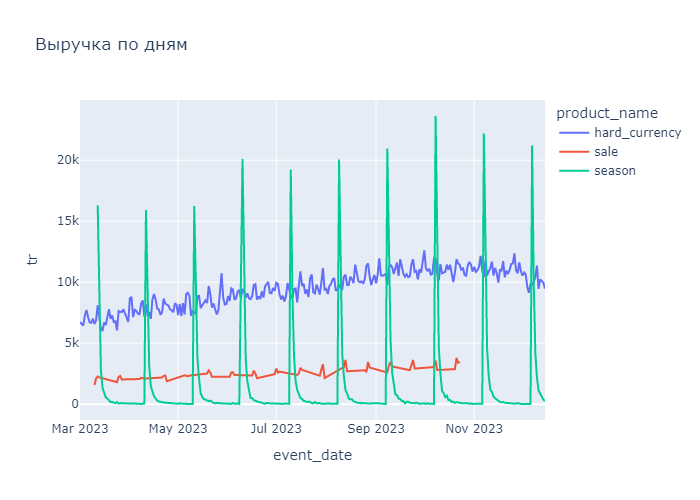 Выручка по дням
product_name
hard_currency
sale
season
tr
20k
15k
10k
5k
0
Mar 2023
May 2023
Jul 2023
Sep 2023
Nov 2023
event_date